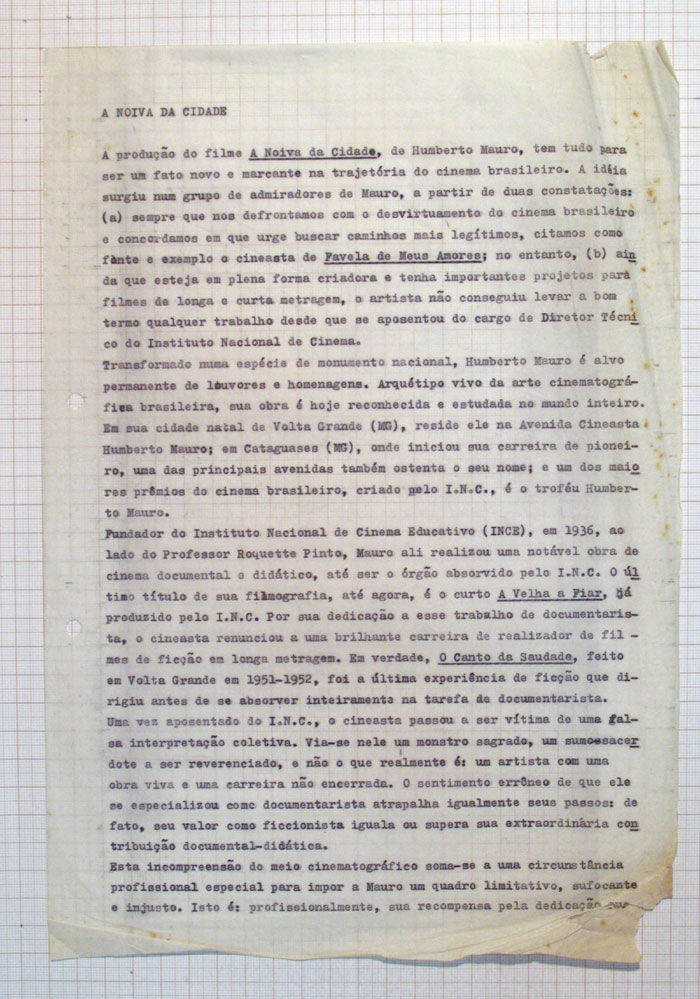 A NOIVA DA CIDADE
A produção do filme A Noiva da Cidade, de Humberto Mauro, tem tudo para
ser um fato novo e marcante na trajetória do cinema brasileiro. A idéia
surgiu num grupo de admiradores de Mauro, a partir de duas constatações:
(a) sempre que nos defrontamos com o desvirtuamento do cinema brasileiro
e concordamos em que urge buscar caminhos mais legítimos, citamos como
fonte e exemplo o cineasta de Favela de Meus Amores; no entanto, (b) ain
da que esteja em plena forma criadora e tenha importantes projetos para
filmes de longa e curta metragem, o artista não conseguiu levar a bom
termo qualquer trabalho desde que se aposentou do cargo de Diretor Técni
co do Instituto Nacional de Cinema.
Transformado numa espécie de monumento nacional, Humberto Mauro é alvo
permanente de louvores e homenagens. Arquétipo vivo da arte cinematográ-
fica brasileira, sua obra é hoje reconhecida e estudada no mundo inteiro.
Em sua cidade natal de Volta Grande (MG), reside ele na Avenida Cineasta
Humberto Mauro; em Cataguases (MG), onde iniciou sua carreira de pionei-
ro, uma das principais avenidas também ostenta o seu nome; e um dos maio
res prêmios do cinema brasileiro, criado pelo I.N.C., é o troféu Humber-
to Mauro.
Fundador do Instituto Nacional de Cinema Educativo (INCE), em 1936, ao
lado do Professor Roquette Pinto, Mauro ali realizou uma notável obra de
cinema documental e didático, até ser o órgão absorvido pelo I.N.C. O úl
timo título de sua filmografia, até agora, é o curto A Velha a Fiar, já
produzido pelo I.N.C. Por sua dedicação a esse trabalho de documentaris-
ta, o cineasta renunciou a uma brilhante carreira de realizador de fil -
mes de ficção em longa metragem. Em verdade, O Canto da Saudade, feito
em Volta Grande em 1951-1952, foi a última experiência de ficção que di-
rigiu antes de se absorver inteiramente na tarefa de documentarista.
Uma vez aposentado do I.N.C., o cineasta passou a ser vítima de uma fal-
sa interpretação coletiva. Via-se nele um monstro sagrado, um sumo sacer
dote a ser reverenciado, e não o que realmente é: um artista com uma
obra viva e uma carreira não encerrada. O sentimento errôneo de que ele
se especializou como documentarista atrapalha igualmente seus passos: de
fato, seu valor como ficcionista iguala ou supera sua extraordinária con
tribuição documental-didática.
Esta incompreensão do meio cinematográfico soma-se a uma circunstância
profissional especial para impor a Mauro um quadro limitativo, sufocante
e injusto. Isto é: profissionalmente, sua recompensa pela dedicação